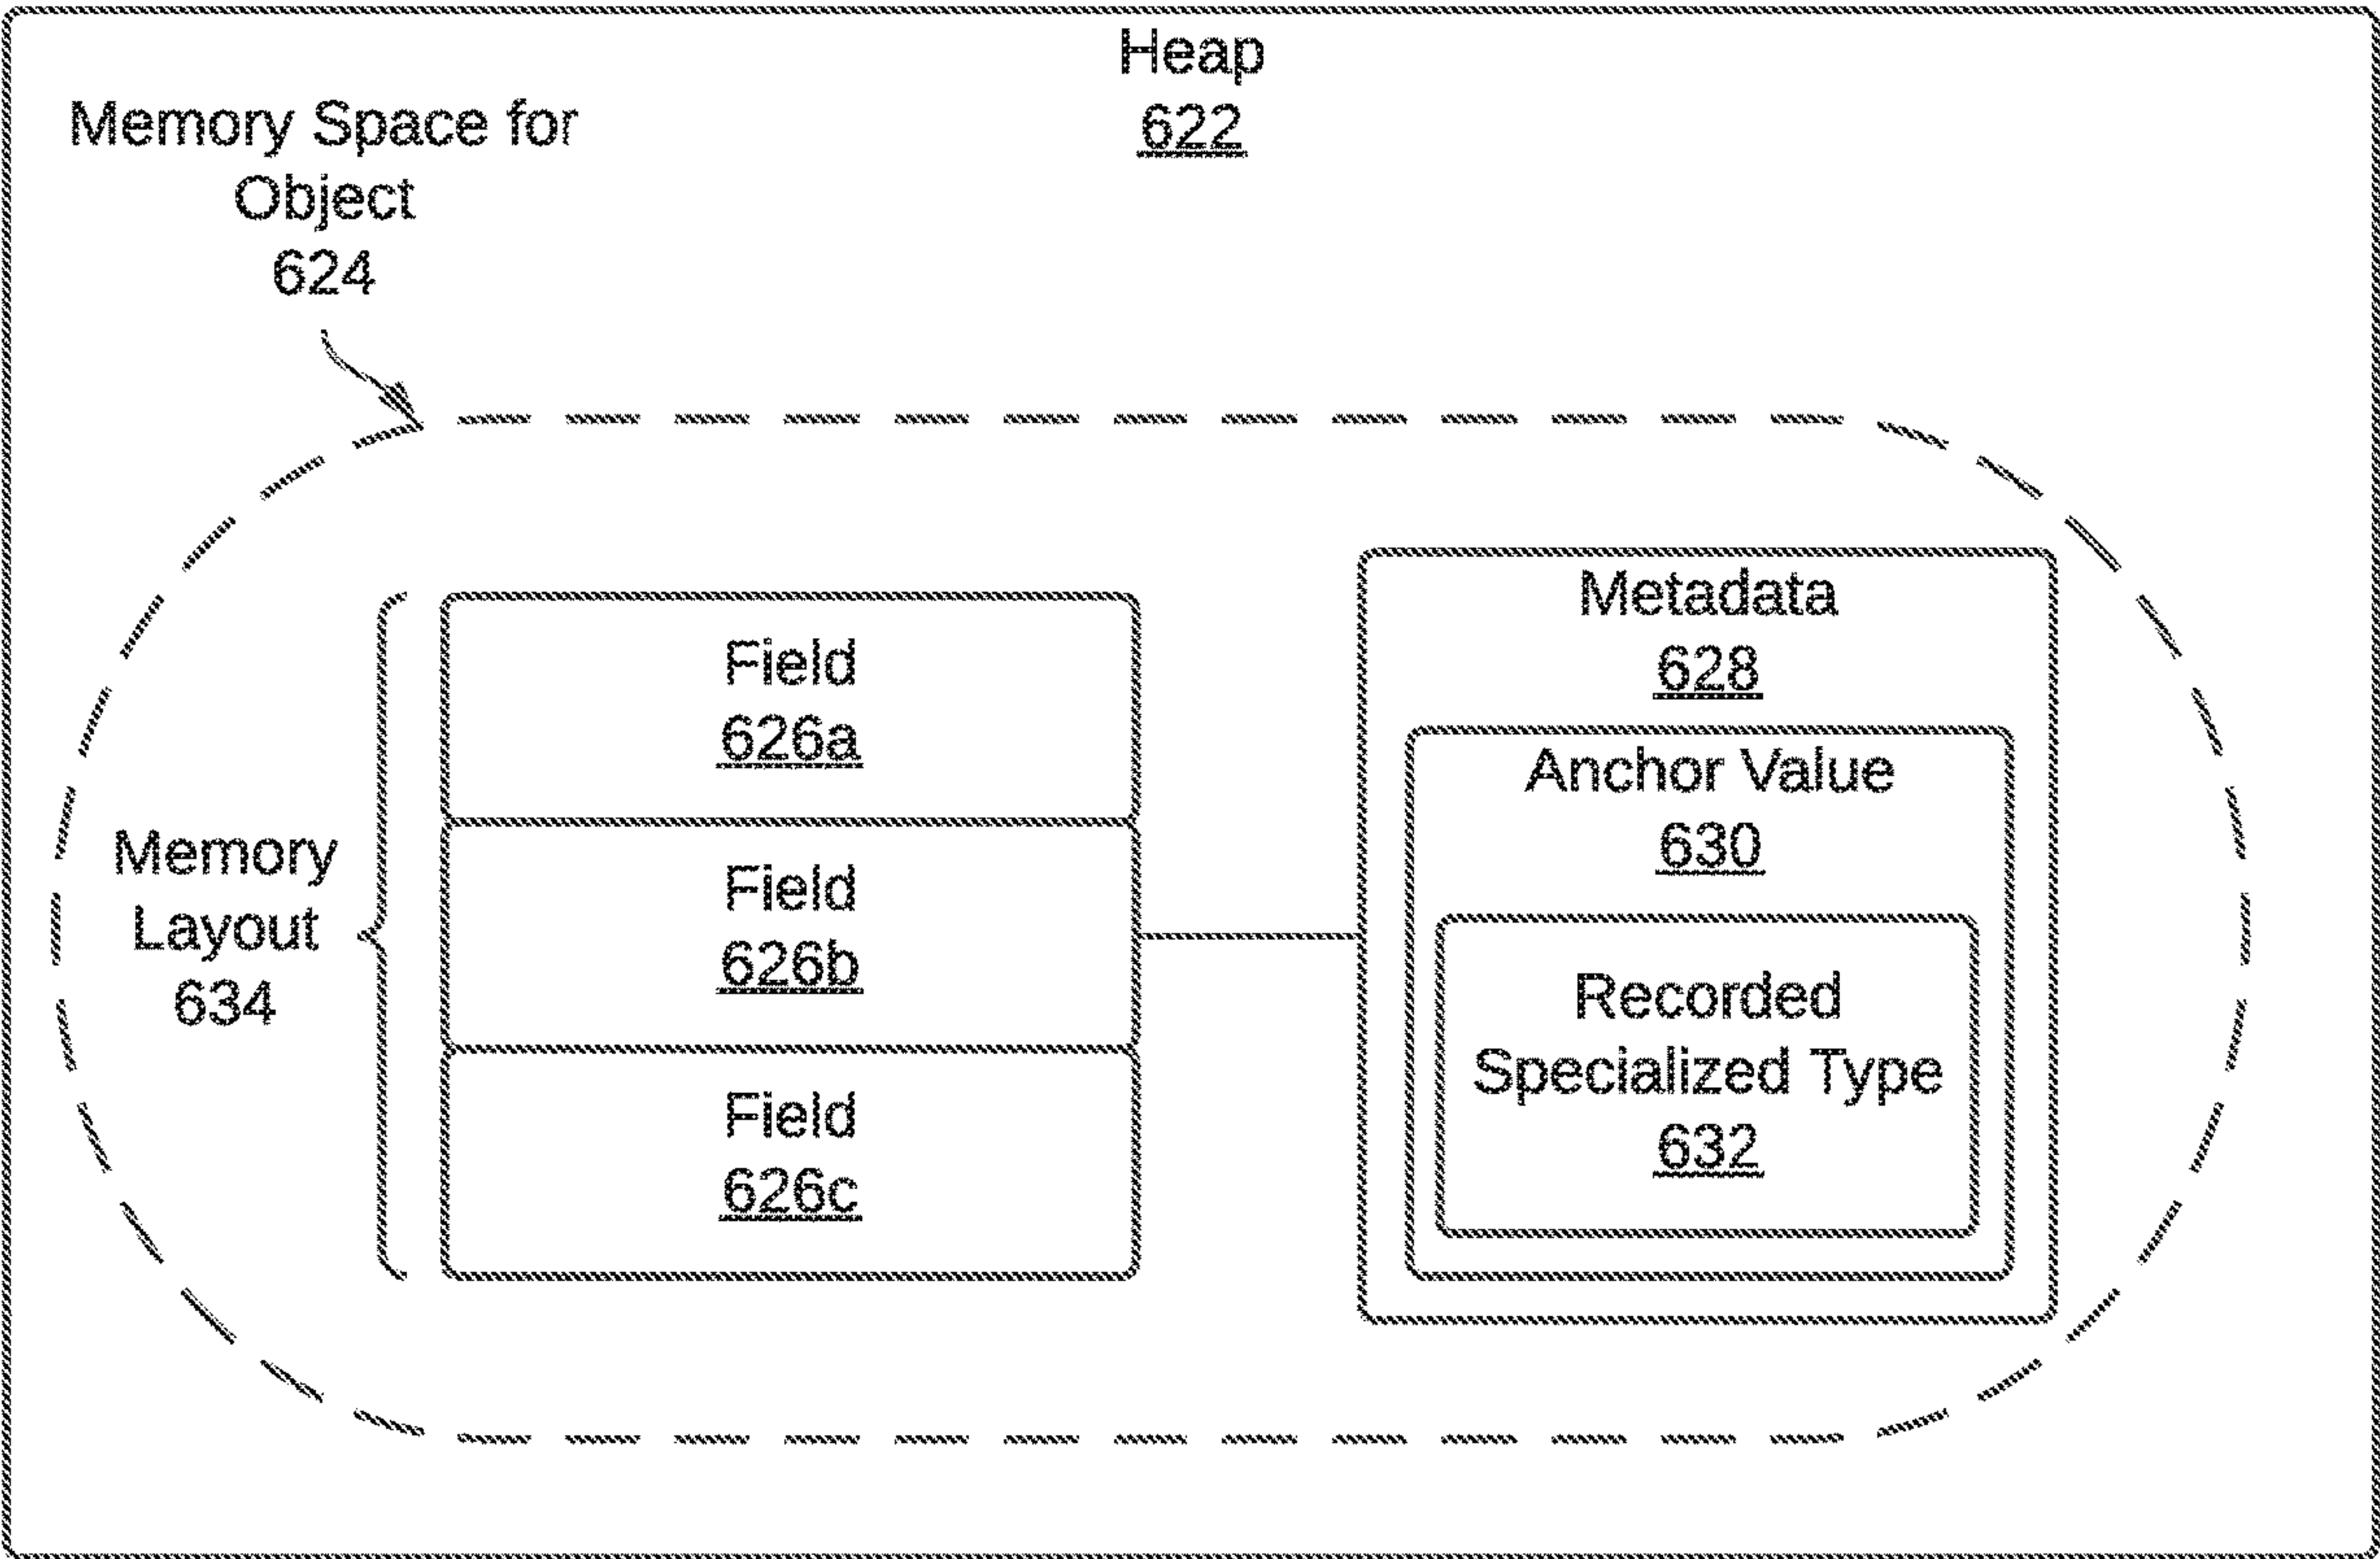 Heap
622
Memory Space for
Object
624
Memory
Layout
634
Field
626a
Field
626b
Field
626c
Metadata
628
Anchor Value
630
Recorded
Specialized Type
632